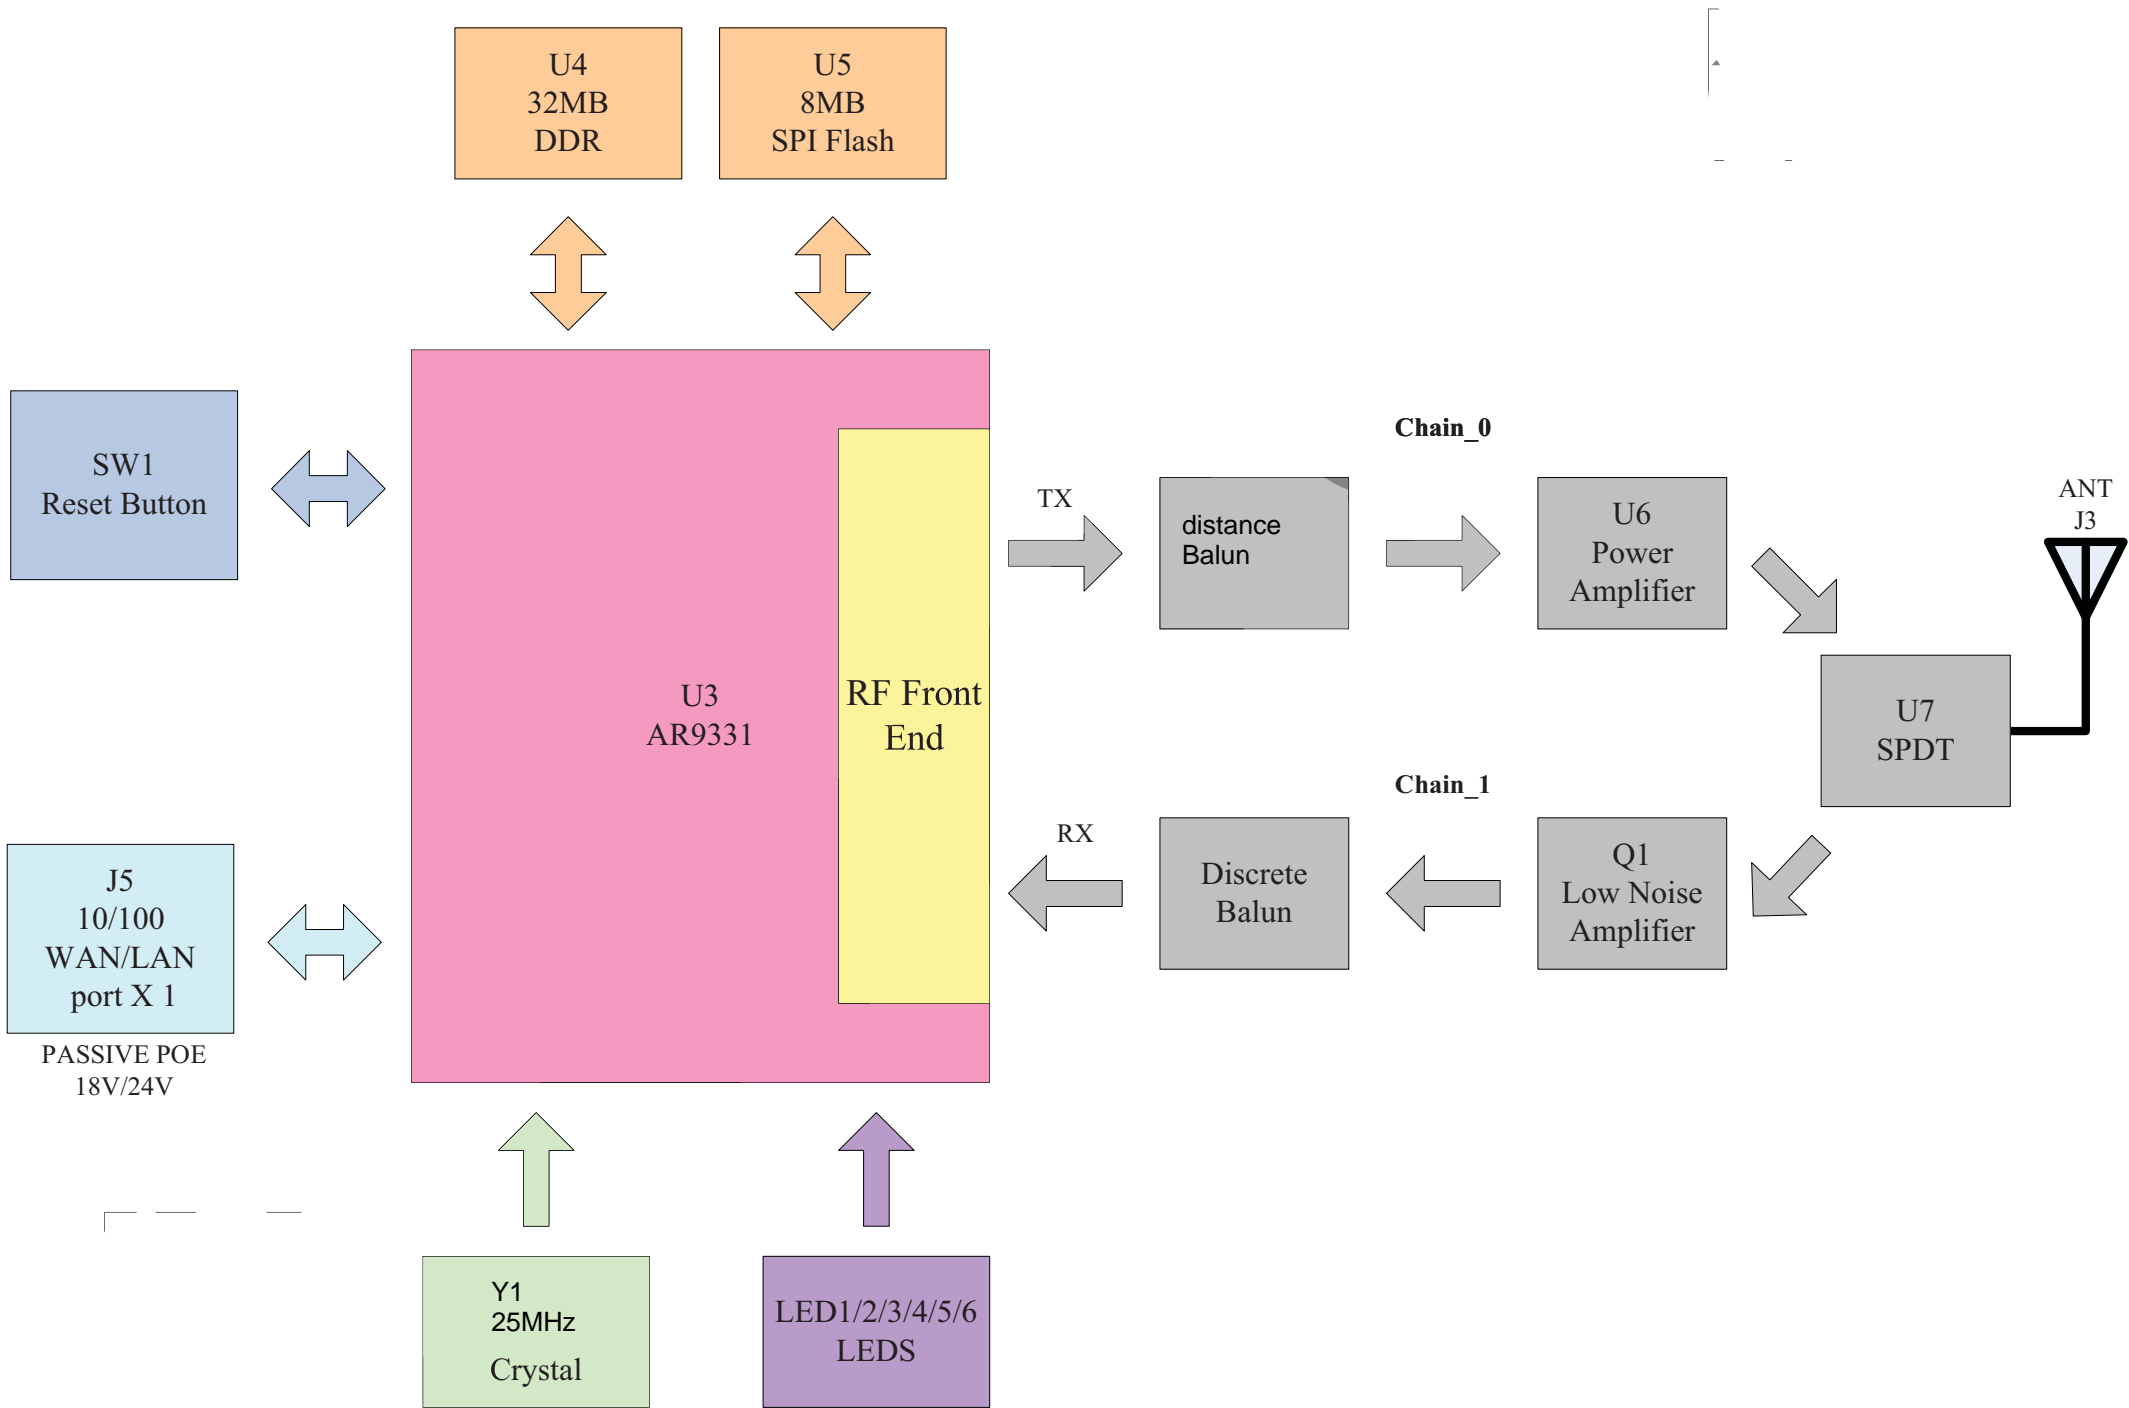 U4
32MB
DDR
U5
8MB
SPI Flash
SW1
Reset Button
J5
10/100
WAN/LAN
port X 1
PASSIVE POE
18V/24V
U3
AR9331
RF Front
End
TX
distance
Balun
Chain_0
U6
Power
Amplifier
ANT
J3
U7
SPDT
Chain_1
RX
Discrete
Balun
Q1
Low Noise
Amplifier
Y1
25MHz
Crystal
LED1/2/3/4/5/6
LEDS